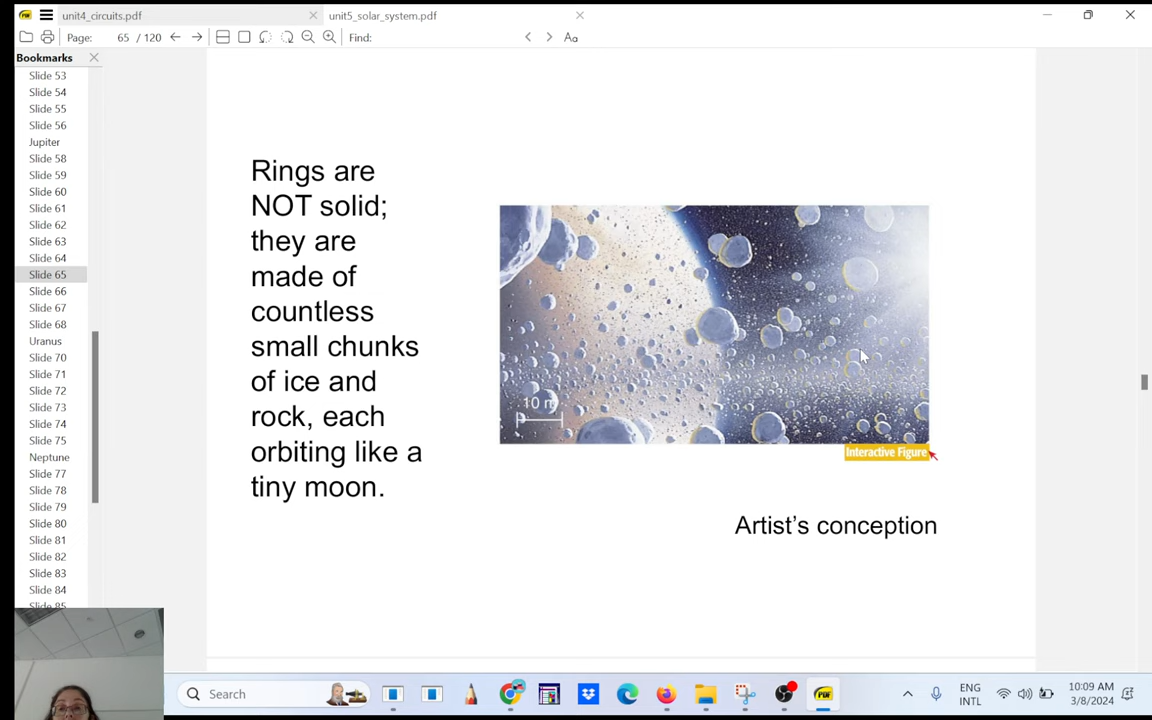 unit4_circuits.pdf
unit5_solar_system.pdf
Page: 65 / 120
Find:
Aa
Bookmarks
Slide 53
Slide 54
Slide 55
Slide 56
Jupiter
Slide 58
Slide 59
Slide 60
Slide 61
Slide 62
Slide 63
Slide 64
Slide 65
Slide 66
Slide 67
Slide 68
Uranus
Slide 70
Slide 71
Slide 72
Slide 73
Slide 74
Slide 75
Neptune
Slide 77
Slide 78
Slide 79
Slide 80
Slide 81
Slide 82
Slide 83
Slide 84
Slide 85
Rings are
NOT solid;
they are
made of
countless
small chunks
of ice and
rock, each
orbiting like a
tiny moon.
10 m
Interactive Figure
Artist's conception
Search
PDF
ENG
INTL
10:09 AM
3/8/2024